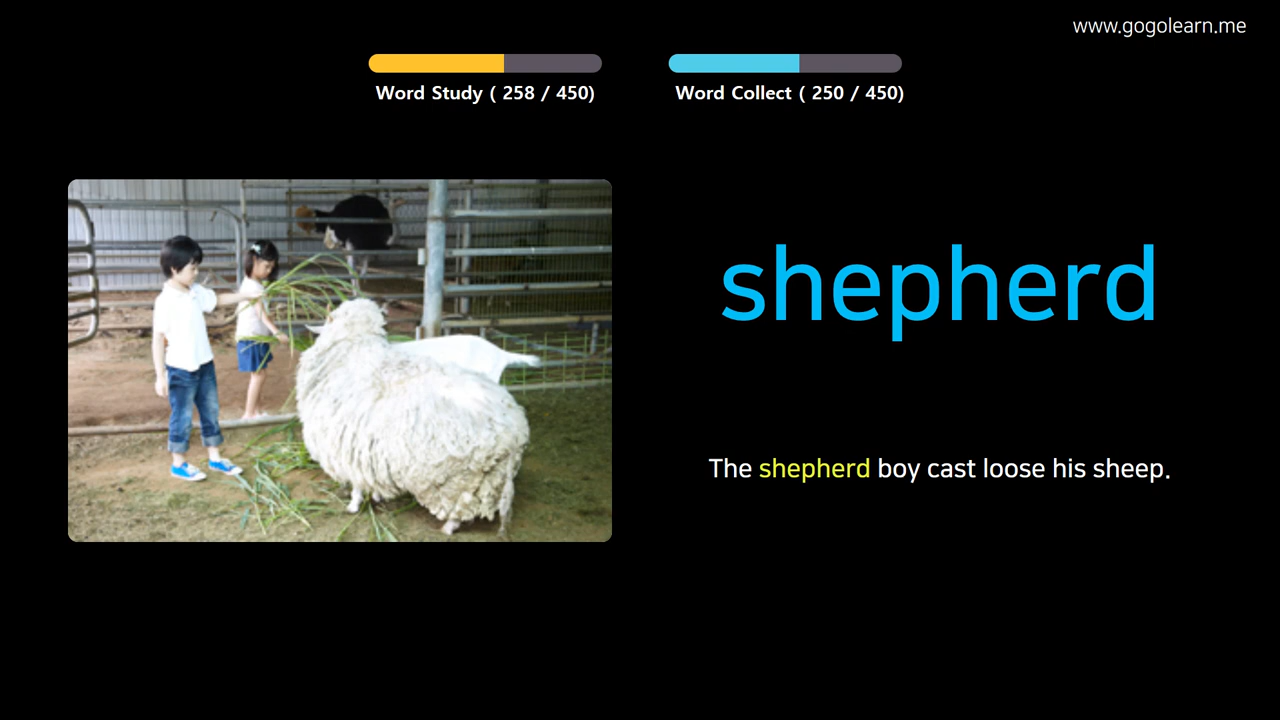 www.gogolearn.me
Word Study ( 258 / 450)
Word Collect ( 250 / 450)
shepherd
The shepherd boy cast loose his sheep.